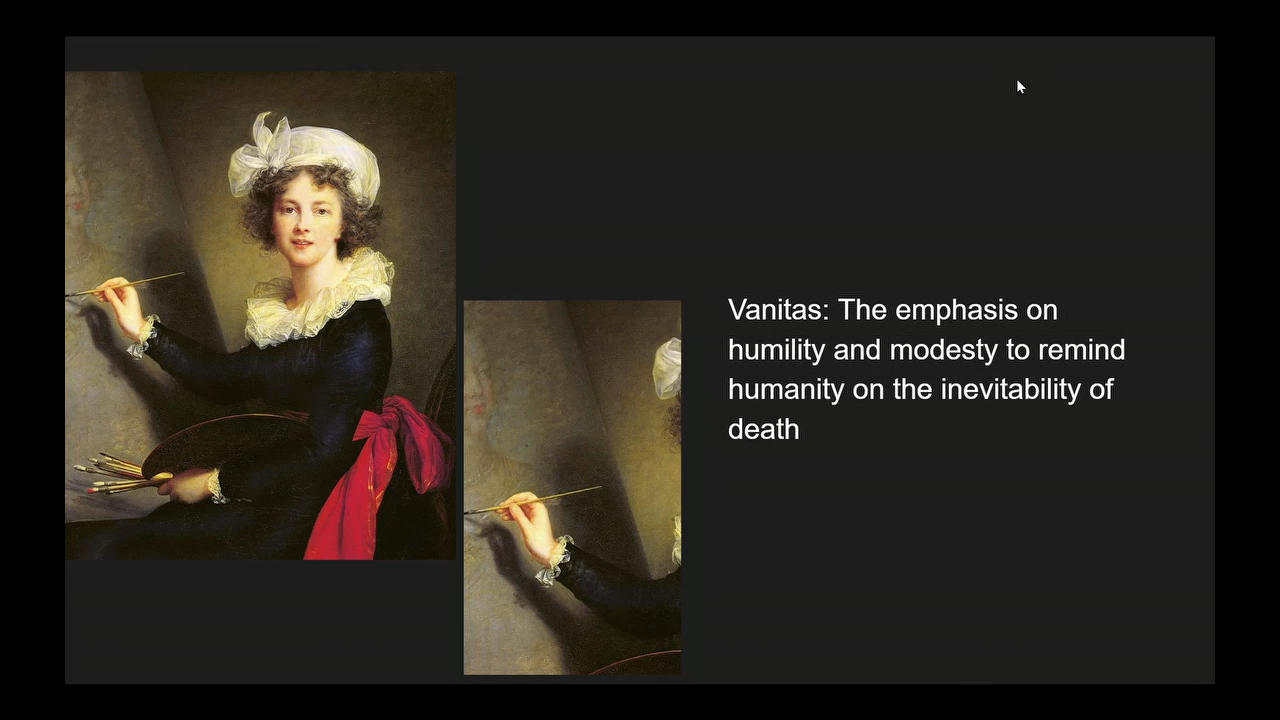 Vanitas: The emphasis on
humility and modesty to remind
humanity on the inevitability of
death